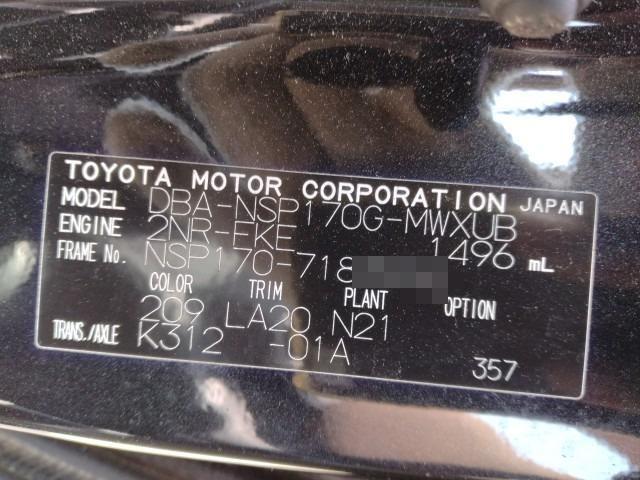 TOYOTA MOTOR CORPORATION JAPAN
MODEL DBA-NSP170G-MWXUB
ENGINE 2NR-EKE 1496 mL
FRAME No. NSP170-718
COLOR TRIM PLANT OPTION
209 LA20 N21
TRANS./AXLE K312 -01A
357